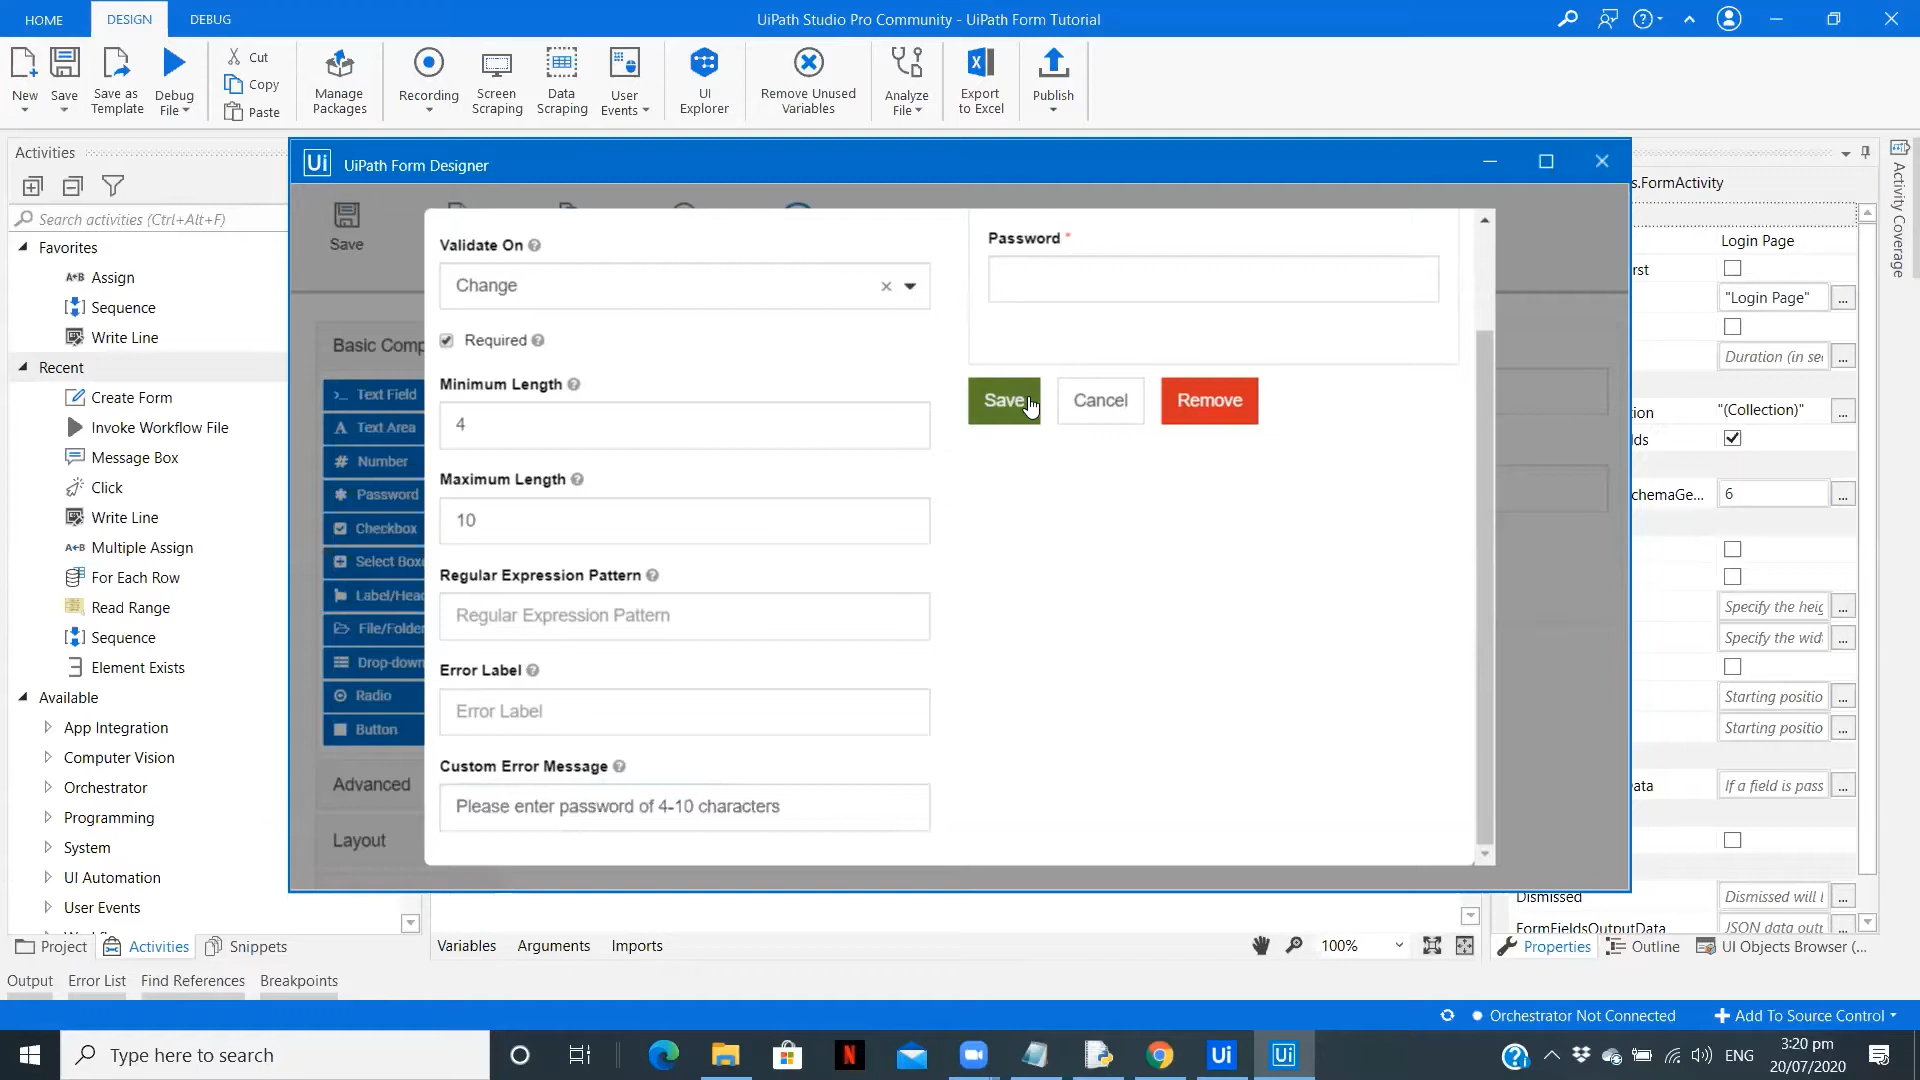 HOME DESIGN DEBUG
UiPath Studio Pro Community - UiPath Form Tutorial
New
Save
Save as
Template
Debug
File
Cut
Copy
Paste
Manage
Packages
Recording
Screen
Scraping
Data
Scraping
User
Events
UI
Explorer
Remove Unused
Variables
Analyze
File
Export
to Excel
Publish
Activities
Search activities (Ctrl+Alt+F)
Favorites
Assign
Sequence
Write Line
Recent
Create Form
Invoke Workflow File
Message Box
Click
Write Line
Multiple Assign
For Each Row
Read Range
Sequence
Element Exists
Available
App Integration
Computer Vision
Orchestrator
Programming
System
UI Automation
User Events
Project Activities Snippets
Output Error List Find References Breakpoints
UiPath Form Designer
Save
Basic Comp
Text Field
Text Area
Number
Password
Checkbox
Select Box
Label/Head
File/Folder
Drop-down
Radio
Button
Advanced
Layout
Validate On
Change
Required
Minimum Length
4
Maximum Length
10
Regular Expression Pattern
Regular Expression Pattern
Error Label
Error Label
Custom Error Message
Please enter password of 4-10 characters
Password *
Save Cancel Remove
Variables Arguments Imports
100%
s.FormActivity
Login Page
rst
"Login Page"
...
Duration (in se
...
ion "(Collection)" ...
lds
chemaGe... 6 ...
Specify the heig ...
Specify the wid ...
Starting positio ...
Starting positio ...
ata If a field is pass ...
Dismissed Dismissed will b ...
FormFieldsOutputData JSON data out ...
Properties Outline UI Objects Browser (...
Activity Coverage
Orchestrator Not Connected Add To Source Control
Type here to search
ENG
3:20 pm
20/07/2020